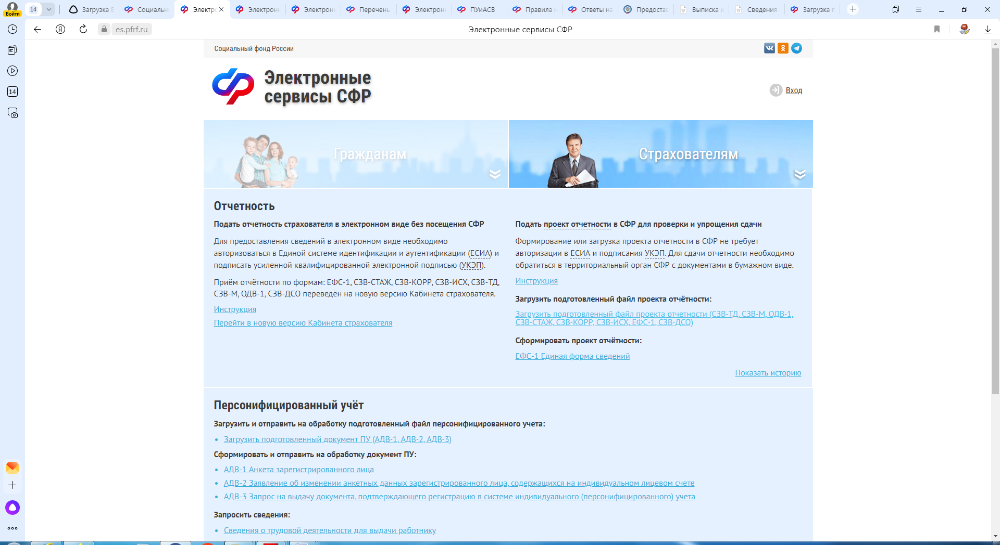 Войти
14
Загрузка Е
Социальн
Электро
Электрон
Электрон
Перечень
Электрон
ПУиАСВ
Правила н
Ответы на
Предостав
Выписка и
Сведения
Загрузка п
es.pfrf.ru
Электронные сервисы СФР
14
Социальный фонд России
Электронные
сервисы СФР
Вход
Гражданам
Страхователям
Отчетность
Подать отчетность страхователя в электронном виде без посещения СФР
Для предоставления сведений в электронном виде необходимо
авторизоваться в Единой системе идентификации и аутентификации (ЕСИА) и
подписать усиленной квалифицированной электронной подписью (УКЭП).
Приём отчётности по формам: ЕФС-1, СЗВ-СТАЖ, СЗВ-КОРР, СЗВ-ИСХ, СЗВ-ТД,
СЗВ-М, ОДВ-1, СЗВ-ДСО переведён на новую версию Кабинета страхователя.
Инструкция
Перейти в новую версию Кабинета страхователя
Подать проект отчетности в СФР для проверки и упрощения сдачи
Формирование или загрузка проекта отчетности в СФР не требует
авторизации в ЕСИА и подписания УКЭП. Для сдачи отчетности необходимо
обратиться в территориальный орган СФР с документами в бумажном виде.
Инструкция
Загрузить подготовленный файл проекта отчётности:
Загрузить подготовленный файл проекта отчетности (СЗВ-ТД, СЗВ-М, ОДВ-1,
СЗВ-СТАЖ, СЗВ-КОРР, СЗВ-ИСХ, ЕФС-1, СЗВ-ДСО)
Сформировать проект отчётности:
ЕФС-1 Единая форма сведений
Показать историю
Персонифицированный учёт
Загрузить и отправить на обработку подготовленный файл персонифицированного учета:
Загрузить подготовленный документ ПУ (АДВ-1, АДВ-2, АДВ-3)
Сформировать и отправить на обработку документ ПУ:
АДВ-1 Анкета зарегистрированного лица
АДВ-2 Заявление об изменении анкетных данных зарегистрированного лица, содержащихся на индивидуальном лицевом счете
АДВ-3 Запрос на выдачу документа, подтверждающего регистрацию в системе индивидуального (персонифицированного) учета
Запросить сведения:
Сведения о трудовой деятельности для выдачи работнику